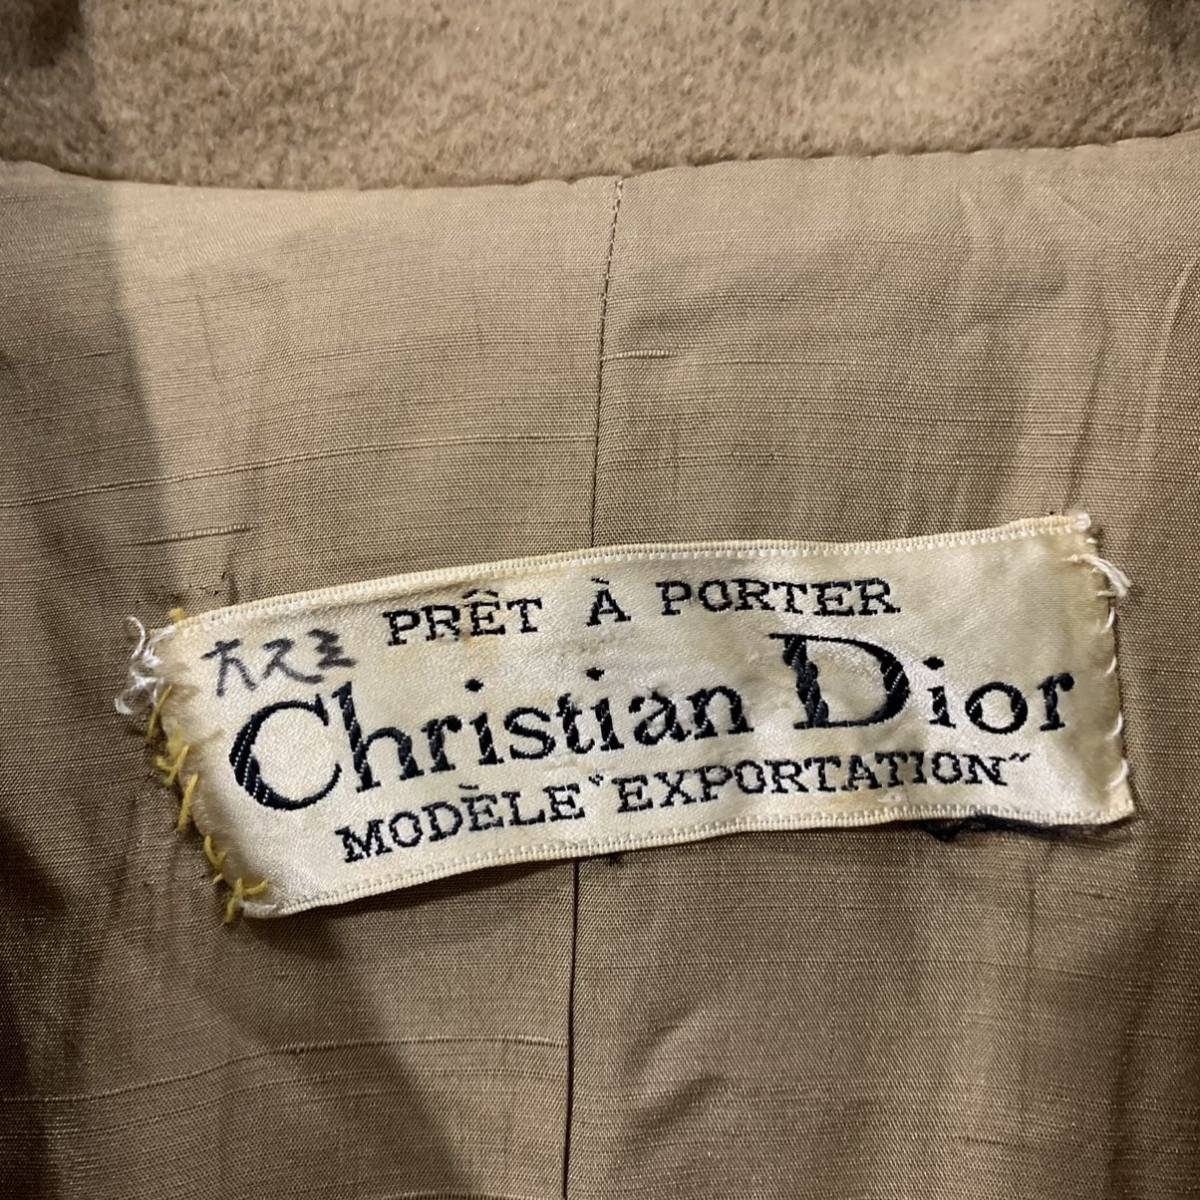 PRÊT À PORTER
Christian Dior
MODÈLE "EXPORTATION"